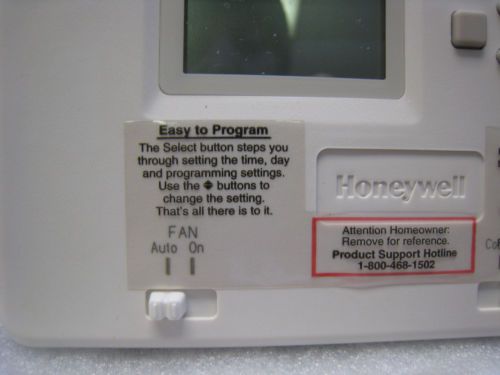 Easy to Program
The Select button steps you
through setting the time, day
and programming settings.
Use the buttons to
change the setting.
That's all there is to it.
FAN
Auto On
Honeywell
Attention Homeowner:
Remove for reference.
Product Support Hotline
1-800-468-1502